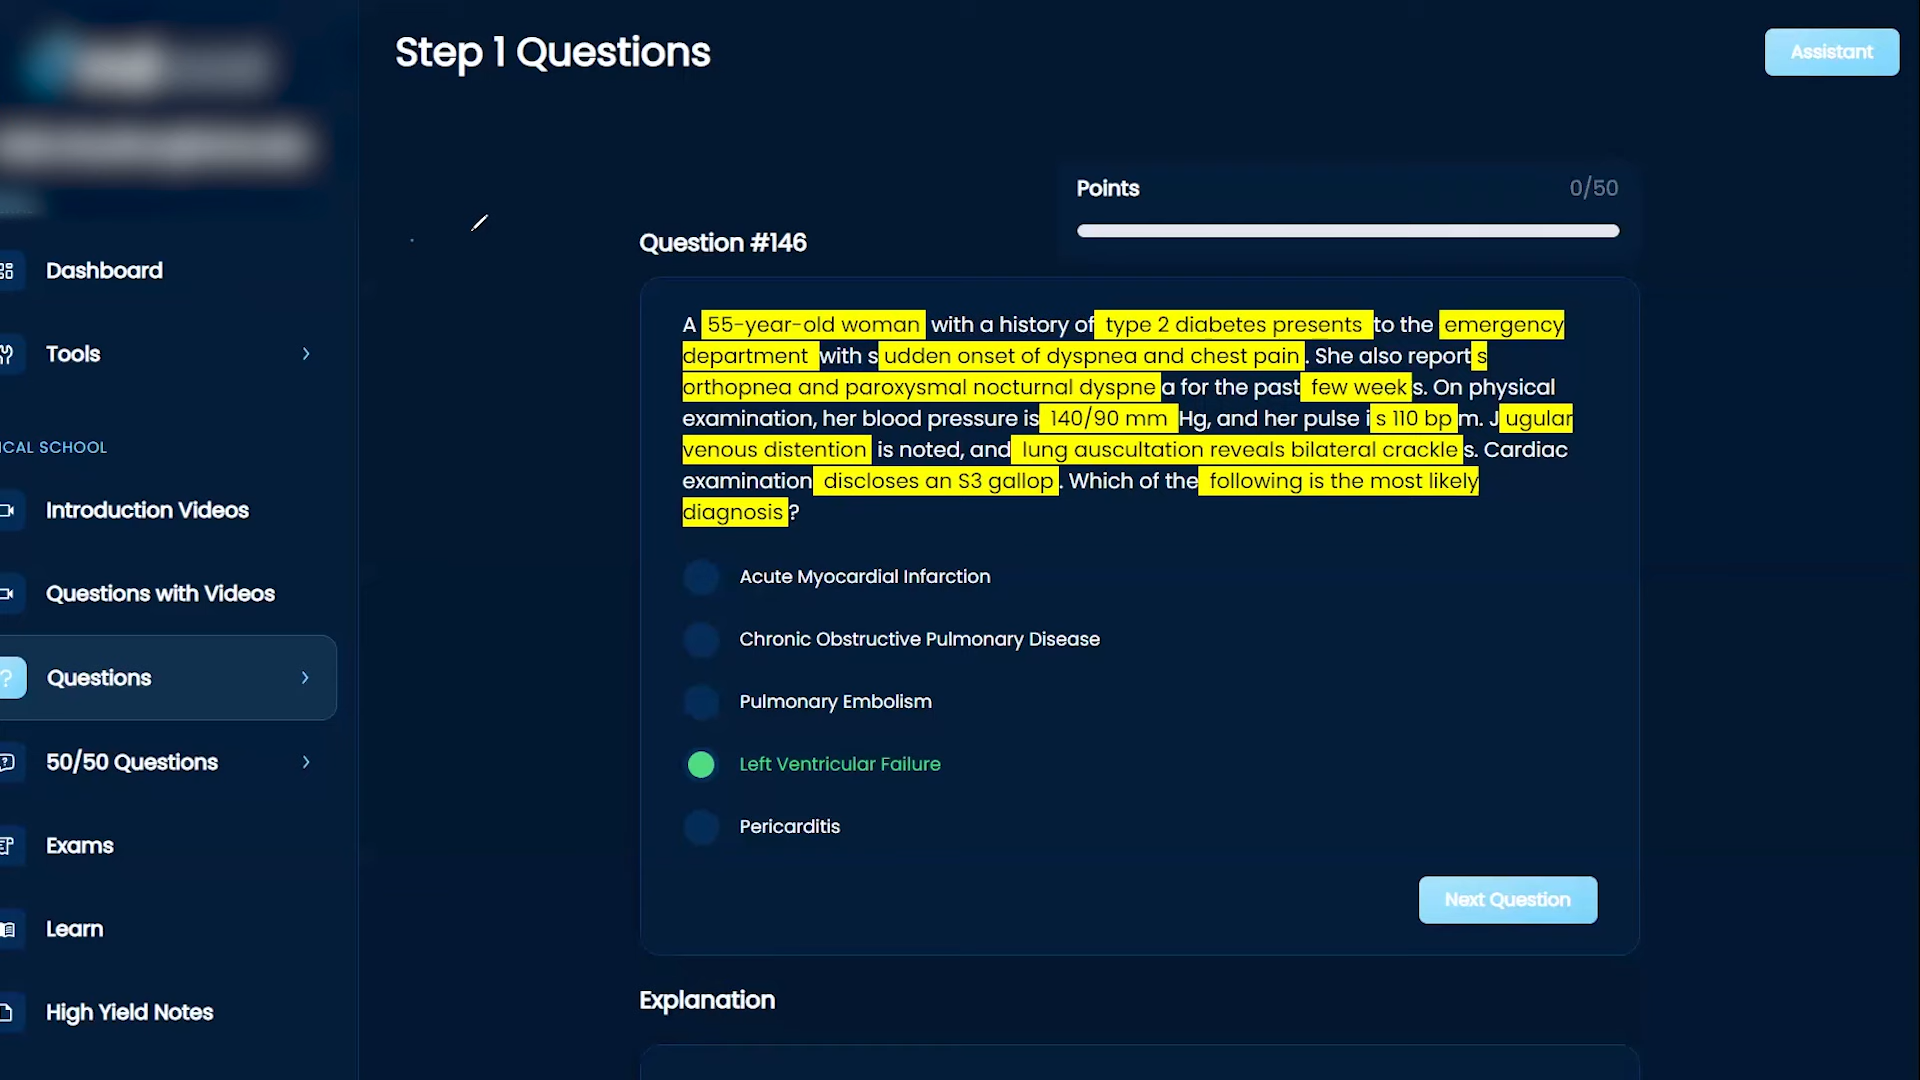 Step 1 Questions
Assistant
Points 0/50
Question #146
A 55-year-old woman with a history of type 2 diabetes presents to the emergency
department with sudden onset of dyspnea and chest pain. She also reports
orthopnea and paroxysmal nocturnal dyspnea for the past few weeks. On physical
examination, her blood pressure is 140/90 mm Hg, and her pulse is 110 bpm. Jugular
venous distention is noted, and lung auscultation reveals bilateral crackles. Cardiac
examination discloses an S3 gallop. Which of the following is the most likely
diagnosis?
Acute Myocardial Infarction
Chronic Obstructive Pulmonary Disease
Pulmonary Embolism
Left Ventricular Failure
Pericarditis
Next Question
Explanation
Dashboard
Tools
ICAL SCHOOL
Introduction Videos
Questions with Videos
Questions
50/50 Questions
Exams
Learn
High Yield Notes